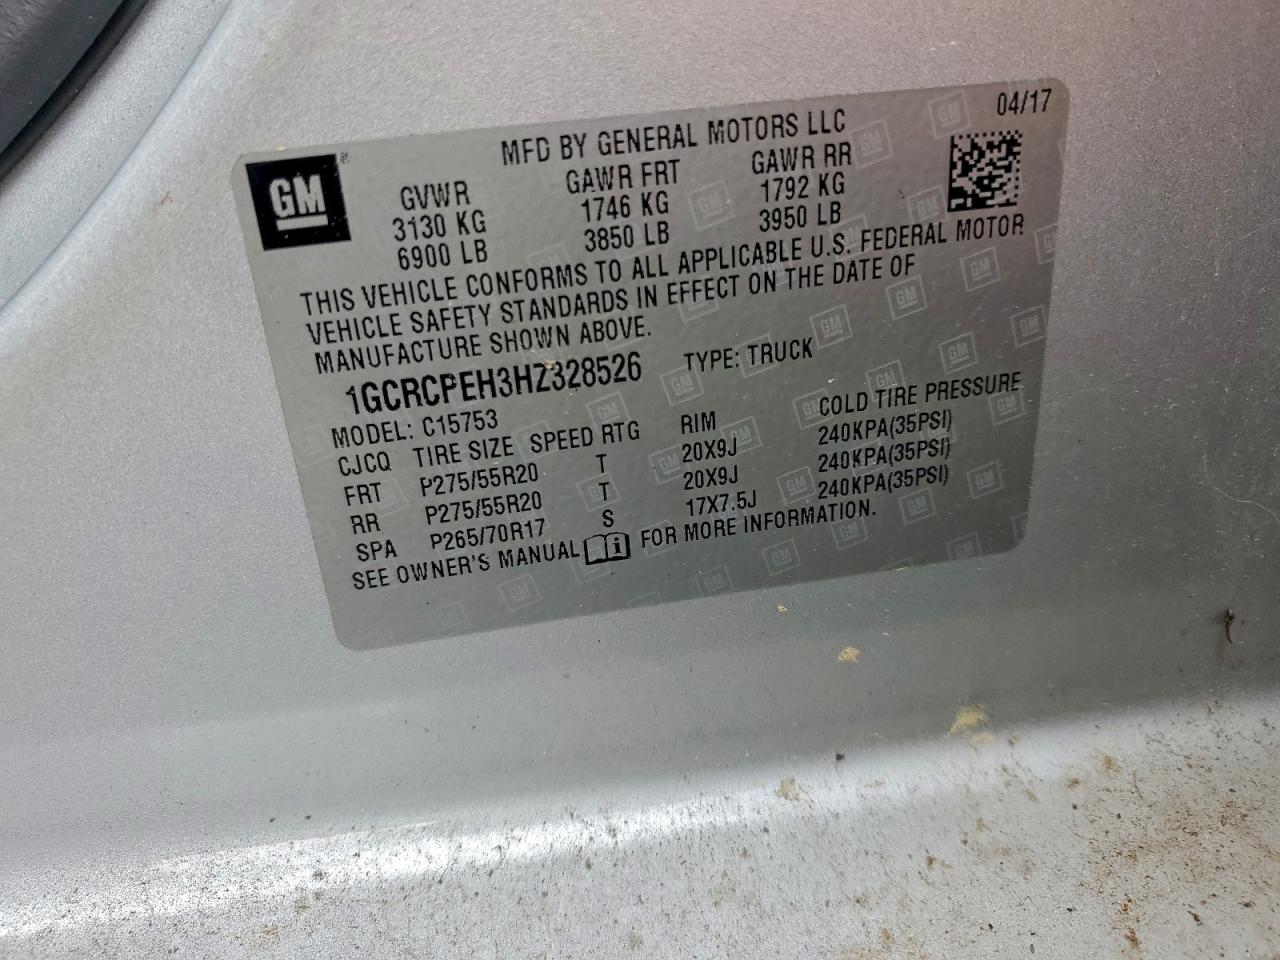 04/17
MFD BY GENERAL MOTORS LLC
GM
GVWR GAWR FRT GAWR RR
3130 KG 1746 KG 1792 KG
6900 LB 3850 LB 3950 LB
THIS VEHICLE CONFORMS TO ALL APPLICABLE U.S. FEDERAL MOTOR
VEHICLE SAFETY STANDARDS IN EFFECT ON THE DATE OF
MANUFACTURE SHOWN ABOVE.
1GCRCPEH3HZ328526 TYPE: TRUCK
MODEL: C15753
CJCQ TIRE SIZE SPEED RTG RIM COLD TIRE PRESSURE
FRT P275/55R20 T 20X9J 240KPA(35PSI)
RR P275/55R20 T 20X9J 240KPA(35PSI)
SPA P265/70R17 S 17X7.5J 240KPA(35PSI)
SEE OWNER'S MANUAL i FOR MORE INFORMATION.